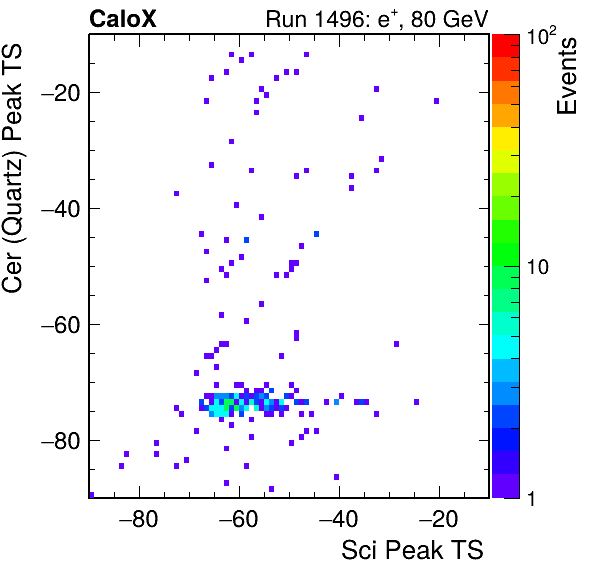 CaloX Run 1496: e⁺, 80 GeV
Cer (Quartz) Peak TS
−20
−40
−60
−80
−80 −60 −40 −20
Sci Peak TS
10²
10
1
Events